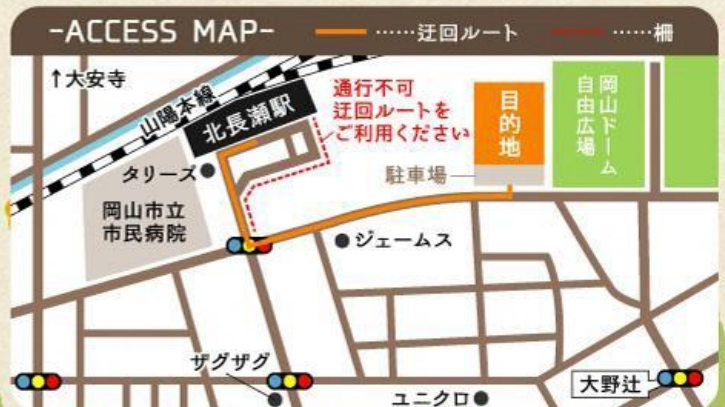 -ACCESS MAP-
……迂回ルート
……柵
↑大安寺
山陽本線
北長瀬駅
通行不可
迂回ルートを
ご利用ください
目的地
岡山ドーム
自由広場
タリーズ
駐車場
岡山市立
市民病院
ジェームス
ザグザグ
ユニクロ
大野辻